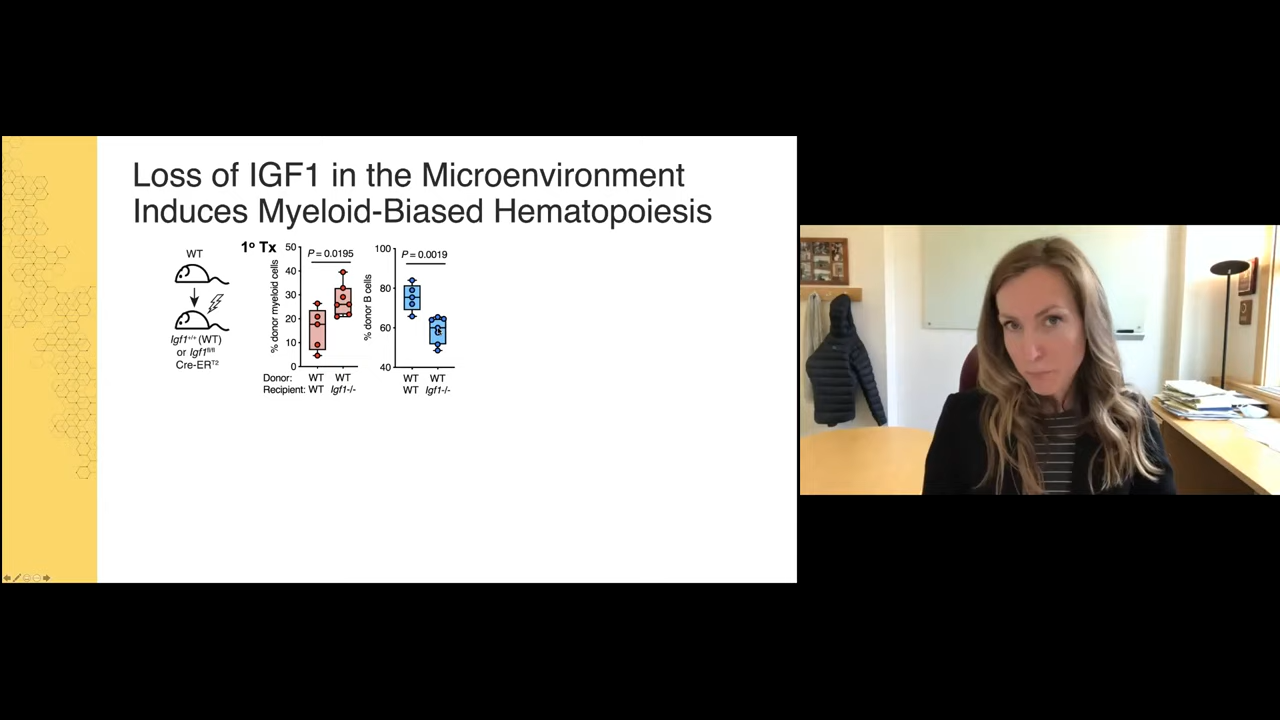 Loss of IGF1 in the Microenvironment
Induces Myeloid-Biased Hematopoiesis
WT
Igf1+/+ (WT)
or Igf1fl/fl
Cre-ERT2
1º Tx
% donor myeloid cells
50
40
30
20
10
0
P = 0.0195
Donor: WT WT
Recipient: WT Igf1-/-
% donor B cells
100
80
60
40
P = 0.0019
WT WT
WT Igf1-/-